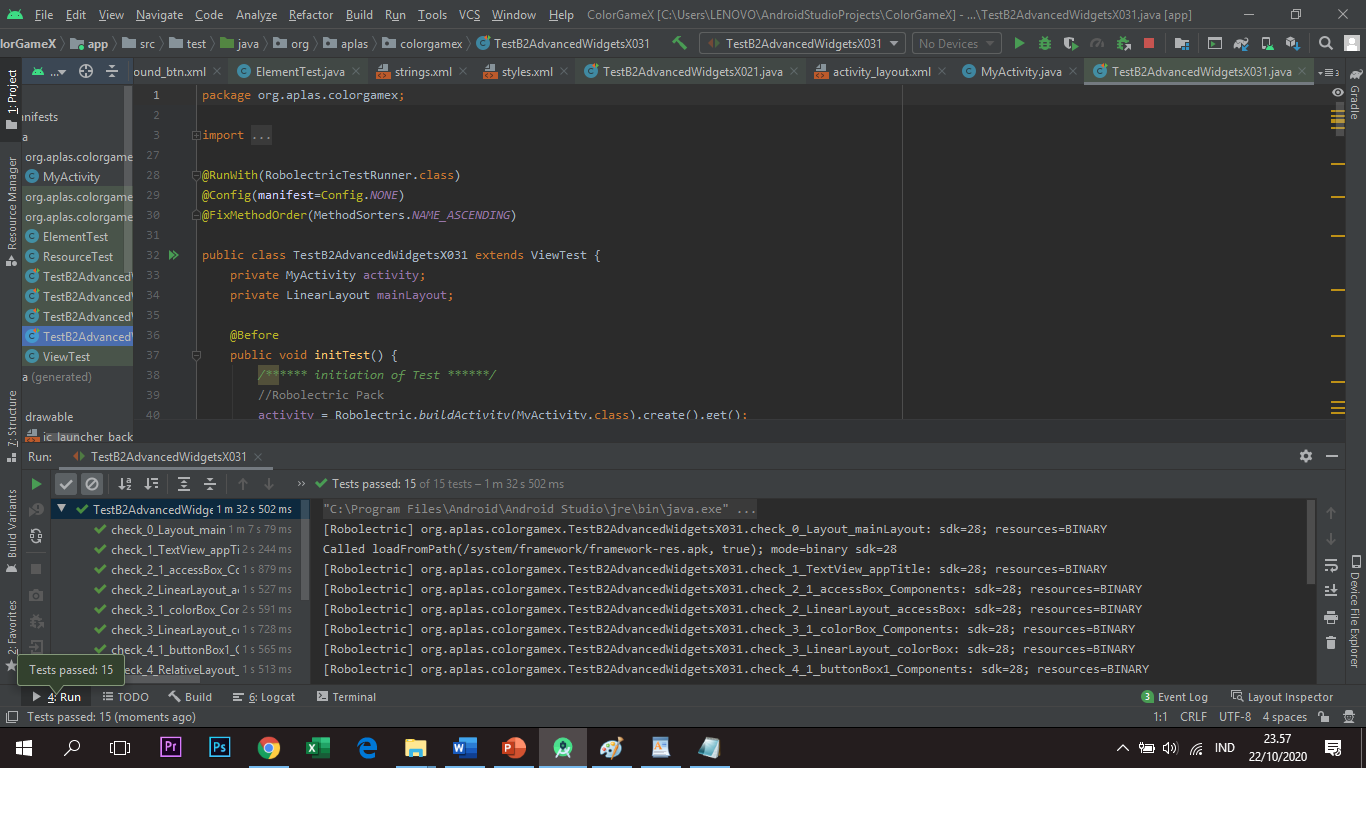 File Edit View Navigate Code Analyze Refactor Build Run Tools VCS Window Help ColorGameX [C:\Users\LENOVO\AndroidStudioProjects\ColorGameX] - ...\TestB2AdvancedWidgetsX031.java [app]
lorGameX app src test java org aplas colorgamex TestB2AdvancedWidgetsX031 TestB2AdvancedWidgetsX031 No Devices
ound_btn.xml ElementTest.java strings.xml styles.xml TestB2AdvancedWidgetsX021.java activity_layout.xml MyActivity.java TestB2AdvancedWidgetsX031.java
1: Project
Resource Manager
Z: Structure
Build Variants
2: Favorites
Gradle
Device File Explorer
anifests
a
org.aplas.colorgame
MyActivity
org.aplas.colorgame
org.aplas.colorgame
ElementTest
ResourceTest
TestB2Advanced
TestB2Advanced
TestB2Advanced
TestB2Advanced
ViewTest
a (generated)
drawable
ic_launcher_back
1 package org.aplas.colorgamex;
2
3 import ...
27
28 @RunWith(RobolectricTestRunner.class)
29 @Config(manifest=Config.NONE)
30 @FixMethodOrder(MethodSorters.NAME_ASCENDING)
31
32 public class TestB2AdvancedWidgetsX031 extends ViewTest {
33 private MyActivity activity;
34 private LinearLayout mainLayout;
35
36 @Before
37 public void initTest() {
38 /****** initiation of Test ******/
39 //Robolectric Pack
40 activity = Robolectric.buildActivity(MyActivity.class).create().get();
Run: TestB2AdvancedWidgetsX031
Tests passed: 15 of 15 tests – 1 m 32 s 502 ms
TestB2AdvancedWidge 1 m 32 s 502 ms
check_0_Layout_main 1 m 7 s 79 ms
check_1_TextView_appTi 2 s 244 ms
check_2_1_accessBox_Co 1 s 879 ms
check_2_LinearLayout_a 1 s 527 ms
check_3_1_colorBox_Cor 2 s 591 ms
check_3_LinearLayout_c 1 s 728 ms
check_4_1_buttonBox1_C 1 s 565 ms
check_4_RelativeLayout_ 1 s 513 ms
"C:\Program Files\Android\Android Studio\jre\bin\java.exe" ...
[Robolectric] org.aplas.colorgamex.TestB2AdvancedWidgetsX031.check_0_Layout_mainLayout: sdk=28; resources=BINARY
Called loadFromPath(/system/framework/framework-res.apk, true); mode=binary sdk=28
[Robolectric] org.aplas.colorgamex.TestB2AdvancedWidgetsX031.check_1_TextView_appTitle: sdk=28; resources=BINARY
[Robolectric] org.aplas.colorgamex.TestB2AdvancedWidgetsX031.check_2_1_accessBox_Components: sdk=28; resources=BINARY
[Robolectric] org.aplas.colorgamex.TestB2AdvancedWidgetsX031.check_2_LinearLayout_accessBox: sdk=28; resources=BINARY
[Robolectric] org.aplas.colorgamex.TestB2AdvancedWidgetsX031.check_3_1_colorBox_Components: sdk=28; resources=BINARY
[Robolectric] org.aplas.colorgamex.TestB2AdvancedWidgetsX031.check_3_LinearLayout_colorBox: sdk=28; resources=BINARY
[Robolectric] org.aplas.colorgamex.TestB2AdvancedWidgetsX031.check_4_1_buttonBox1_Components: sdk=28; resources=BINARY
Tests passed: 15
4: Run TODO Build 6: Logcat Terminal 3 Event Log Layout Inspector
Tests passed: 15 (moments ago) 1:1 CRLF UTF-8 4 spaces
Pr Ps IND 23.57
22/10/2020